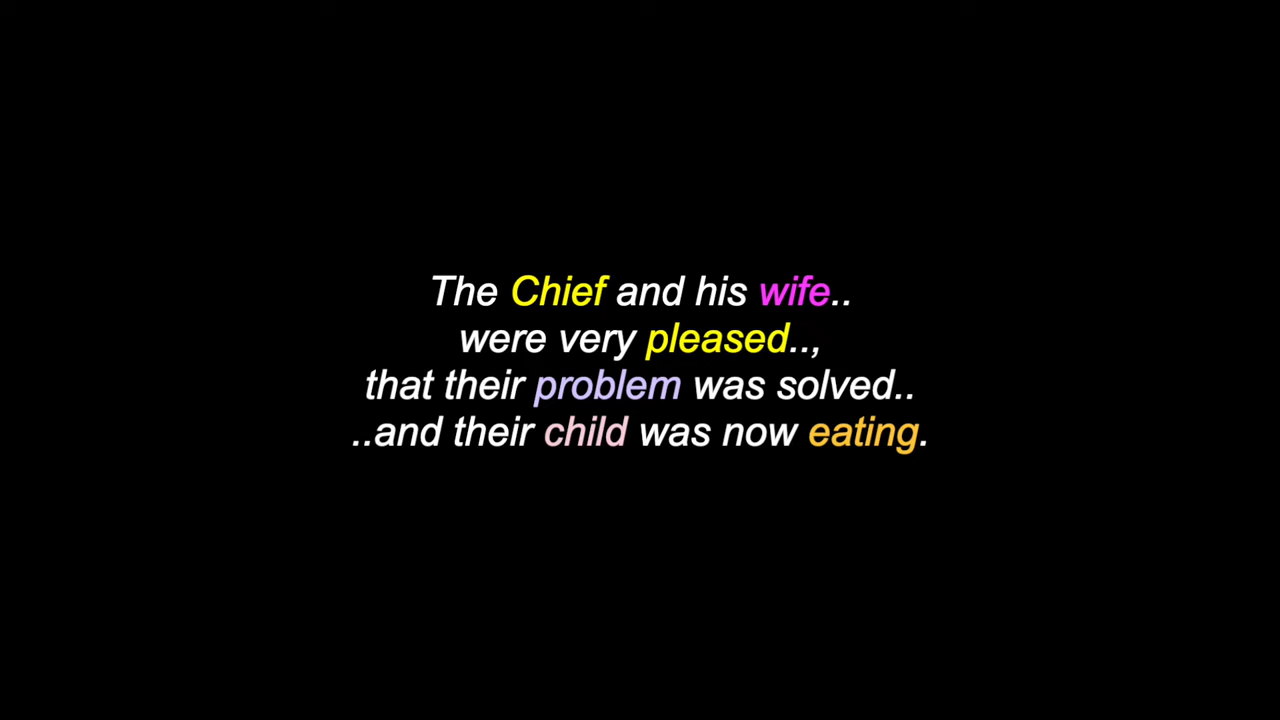 The Chief and his wife..
were very pleased..,
that their problem was solved..
..and their child was now eating.